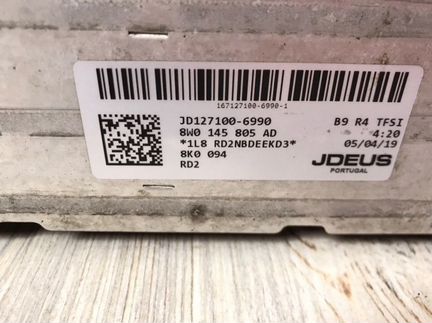 167127100-6990-1
JD127100-6990 B9 R4 TFSI
8W0 145 805 AD 4:20
*1L8 RD2NBDEEKD3* 05/04/19
8K0 094 JDEUS
RD2 PORTUGAL